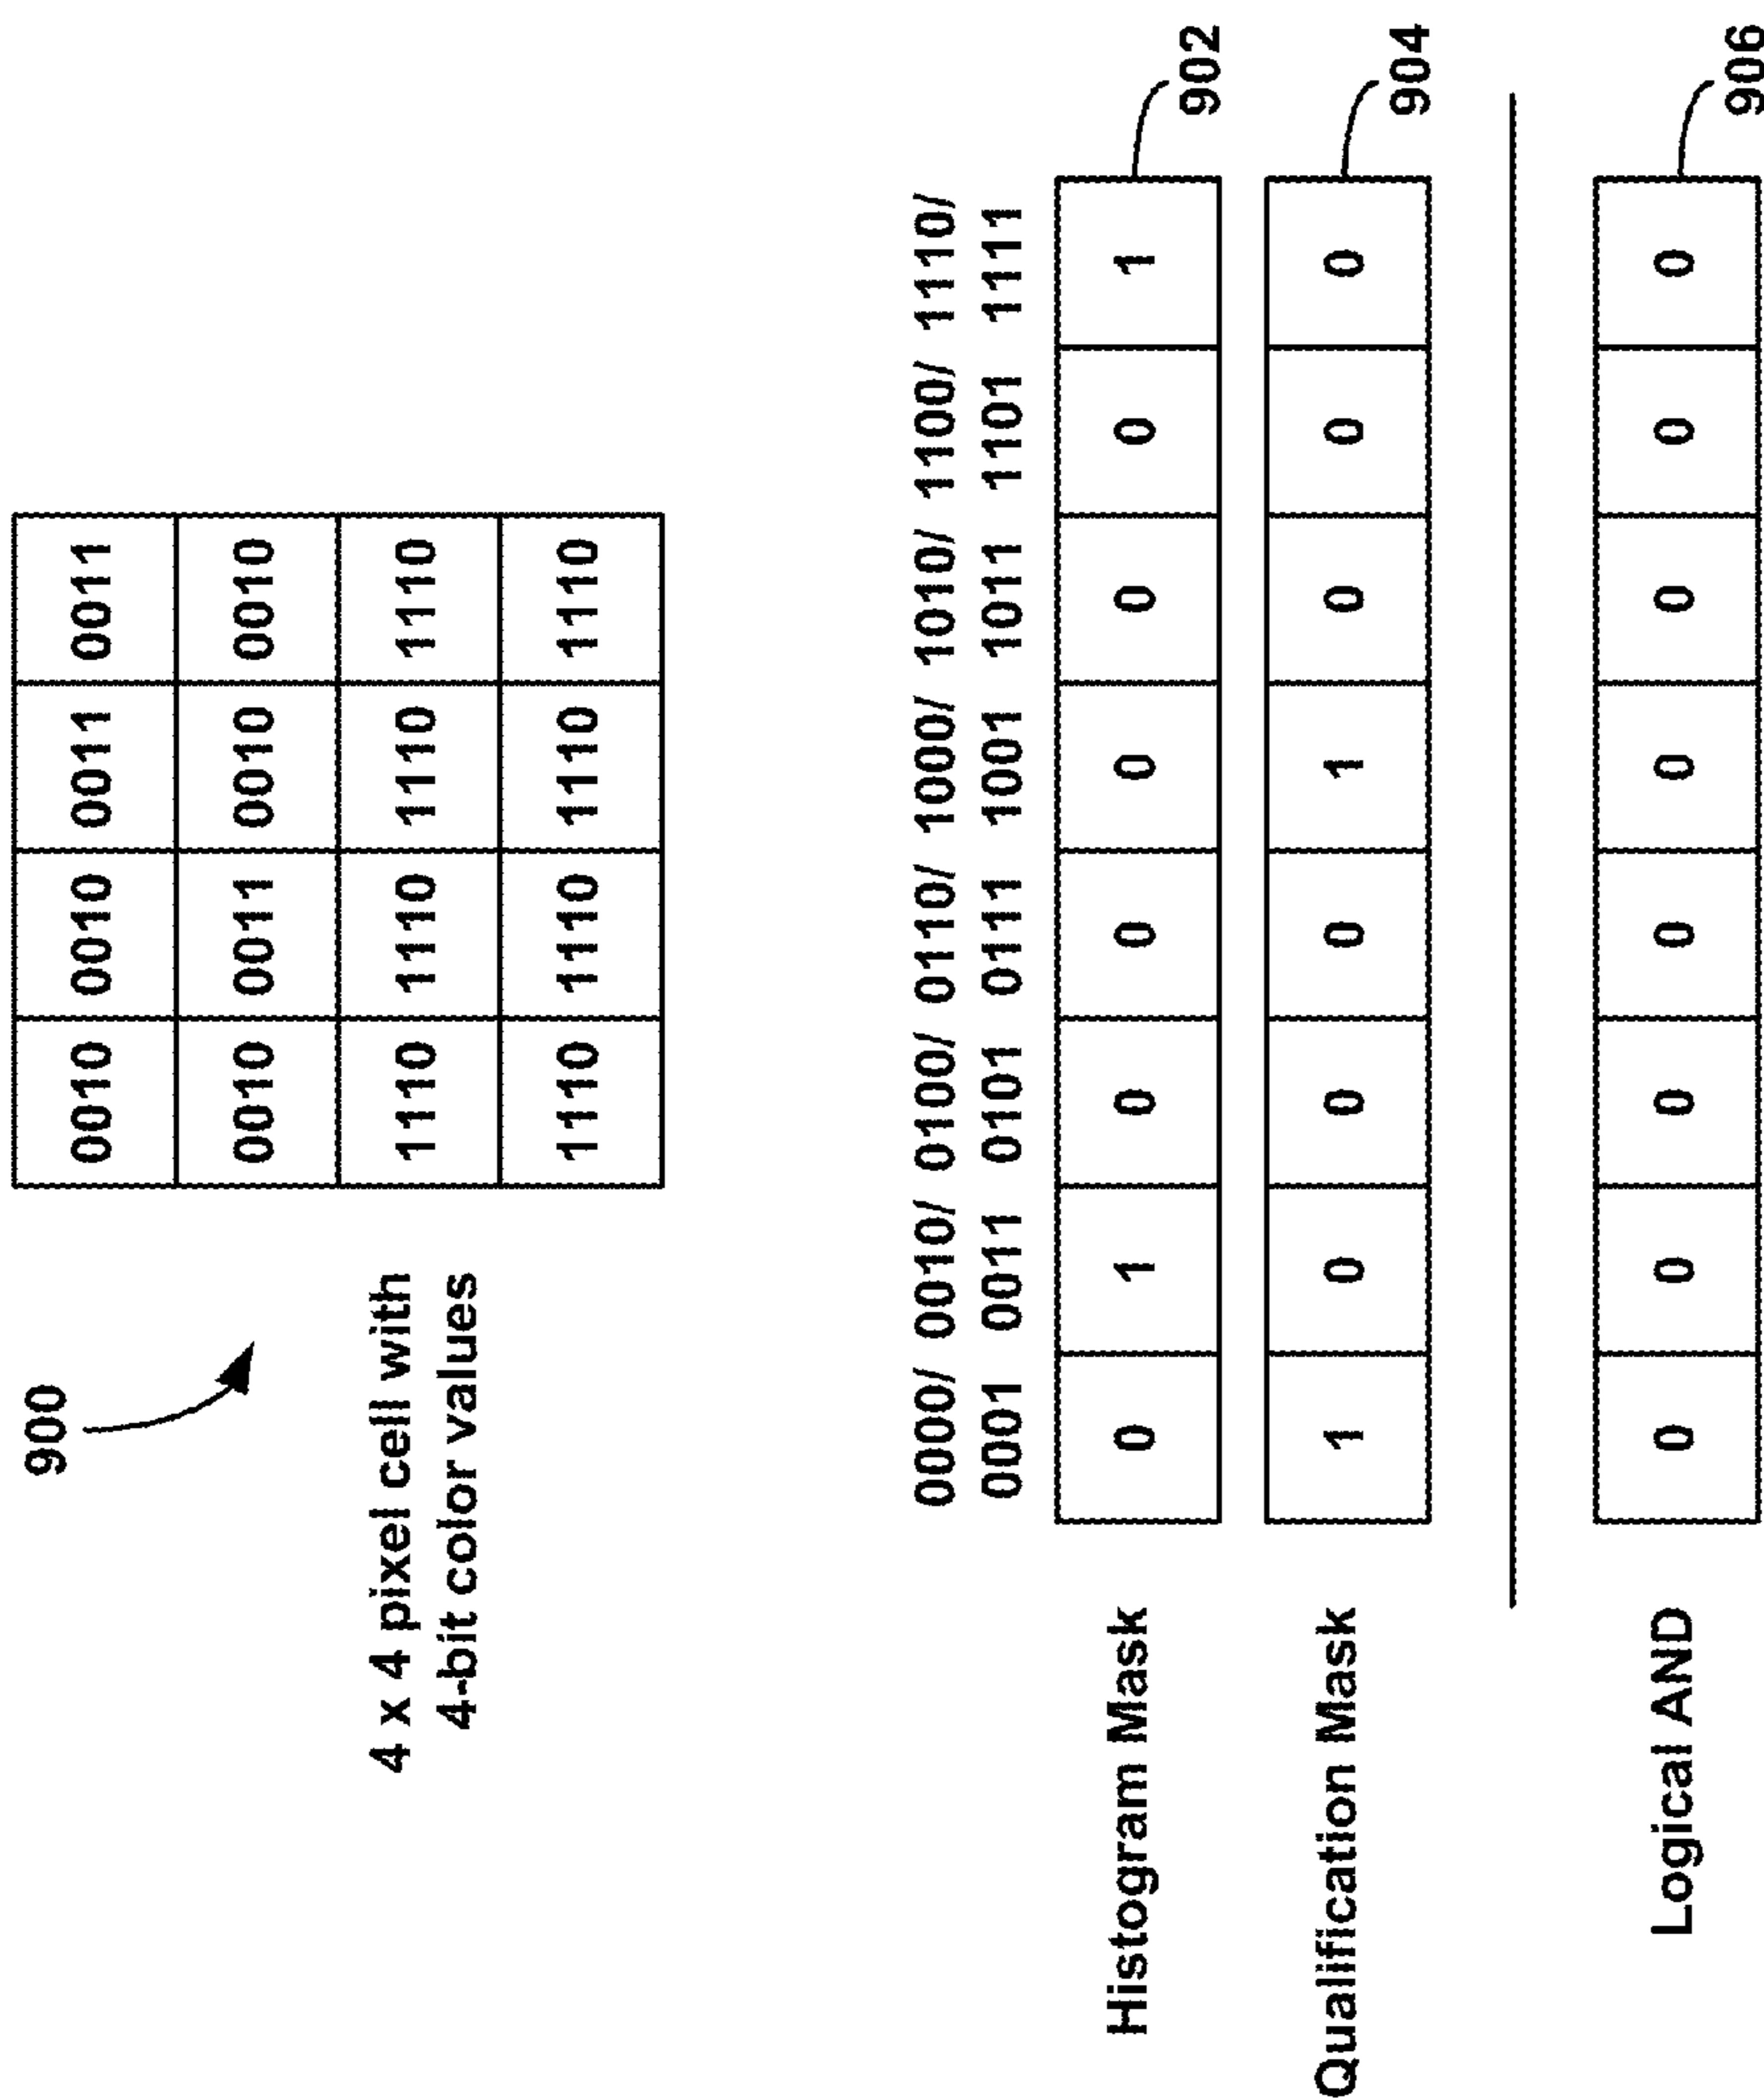 900
4 x 4 pixel cell with
4-bit color values
0010 0010 0011 0011
0010 0011 0010 0010
1110 1110 1110 1110
1110 1110 1110 1110
0000/ 0010/ 0100/ 0110/ 1000/ 1010/ 1100/ 1110/
0001 0011 0101 0111 1001 1011 1101 1111
Histogram Mask 0 1 0 0 0 0 0 1 902
Qualification Mask 1 0 0 0 1 0 0 0 904
Logical AND 0 0 0 0 0 0 0 0 906